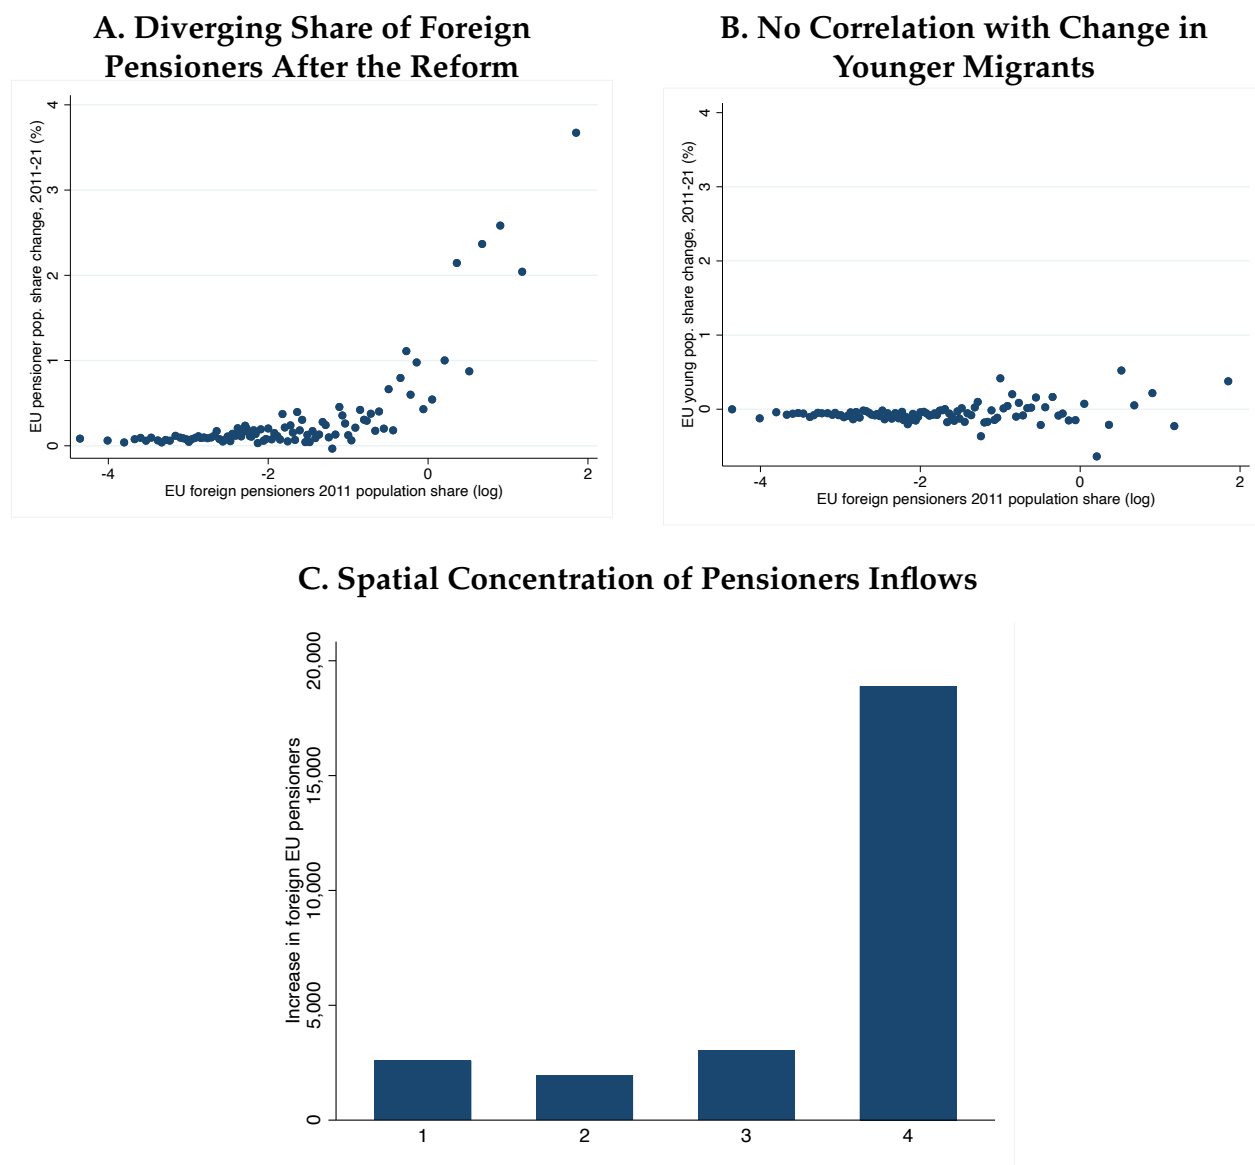 A. Diverging Share of Foreign
Pensioners After the Reform
EU pensioner pop. share change, 2011-21 (%)
4
3
2
1
0
-4
-2
0
2
EU foreign pensioners 2011 population share (log)
B. No Correlation with Change in
Younger Migrants
EU young pop. share change, 2011-21 (%)
4
3
2
1
0
-4
-2
0
2
EU foreign pensioners 2011 population share (log)
C. Spatial Concentration of Pensioners Inflows
Increase in foreign EU pensioners
20,000
15,000
10,000
5,000
0
1
2
3
4